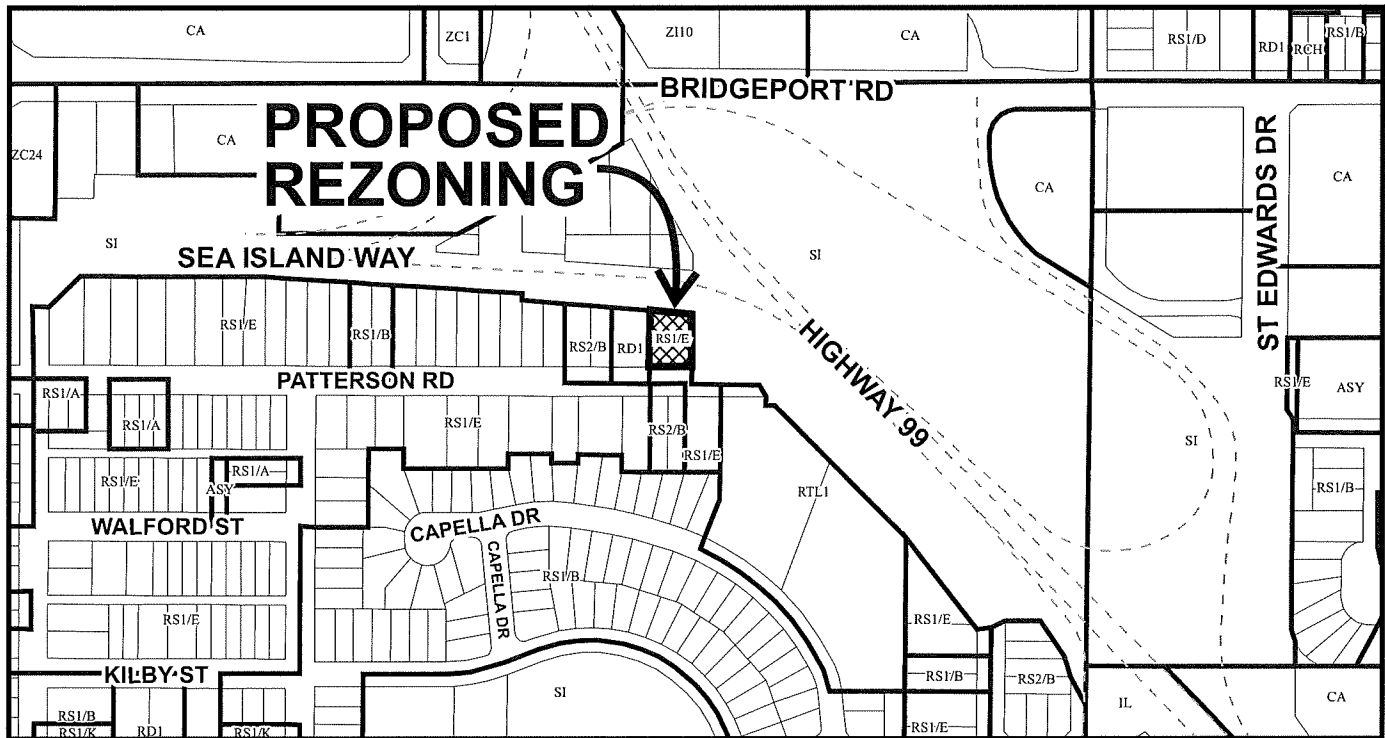 CA
ZC1
ZI10
CA
RS1/D
RD1
RCH
RS1/B
BRIDGEPORT RD
PROPOSED
REZONING
ZC24
CA
CA
ST EDWARDS DR
CA
SI
SEA ISLAND WAY
SI
RS1/E
RS1/B
RS2/B
RD1
RS1/E
HIGHWAY 99
PATTERSON RD
RS1/E
ASY
RS1/A
RS1/A
RS1/E
RS2/B
RS1/E
SI
RS1/E
RS1/A
ASY
RTL1
RS1/B
WALFORD ST
CAPELLA DR
CAPELLA DR
RS1/B
RS1/E
RS1/E
KILBY ST
SI
RS1/B
RS2/B
IL
CA
RS1/B
RS1/K
RD1
RS1/K
RS1/E